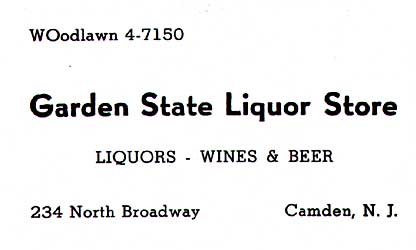 WOodlawn 4-7150
Garden State Liquor Store
LIQUORS - WINES & BEER
234 North Broadway Camden, N. J.